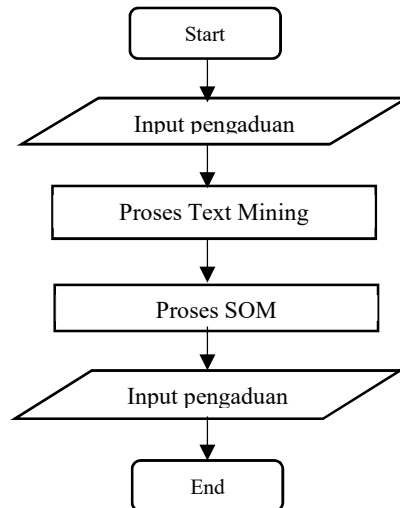 Start
Input pengaduan
Proses Text Mining
Proses SOM
Input pengaduan
End